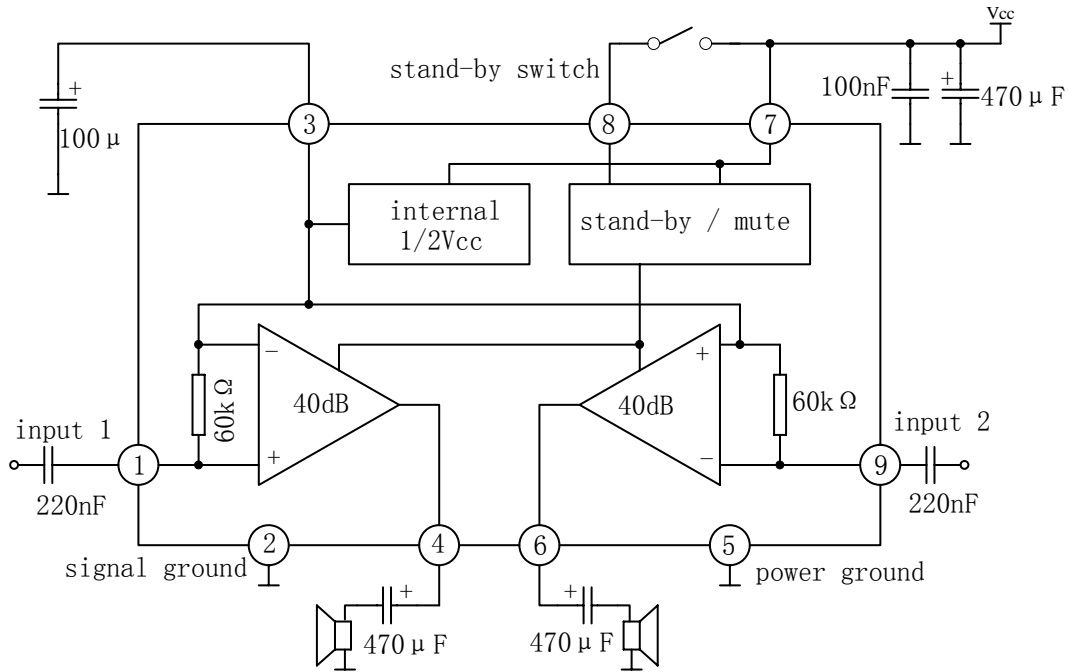 Vcc
+
stand-by switch
100nF
+
470μF
100μ
3
8
7
internal
1/2Vcc
stand-by / mute
−
+
60kΩ
40dB
40dB
60kΩ
input 1
input 2
1
+
−
9
220nF
220nF
2
4
6
5
signal ground
power ground
+
+
470μF
470μF